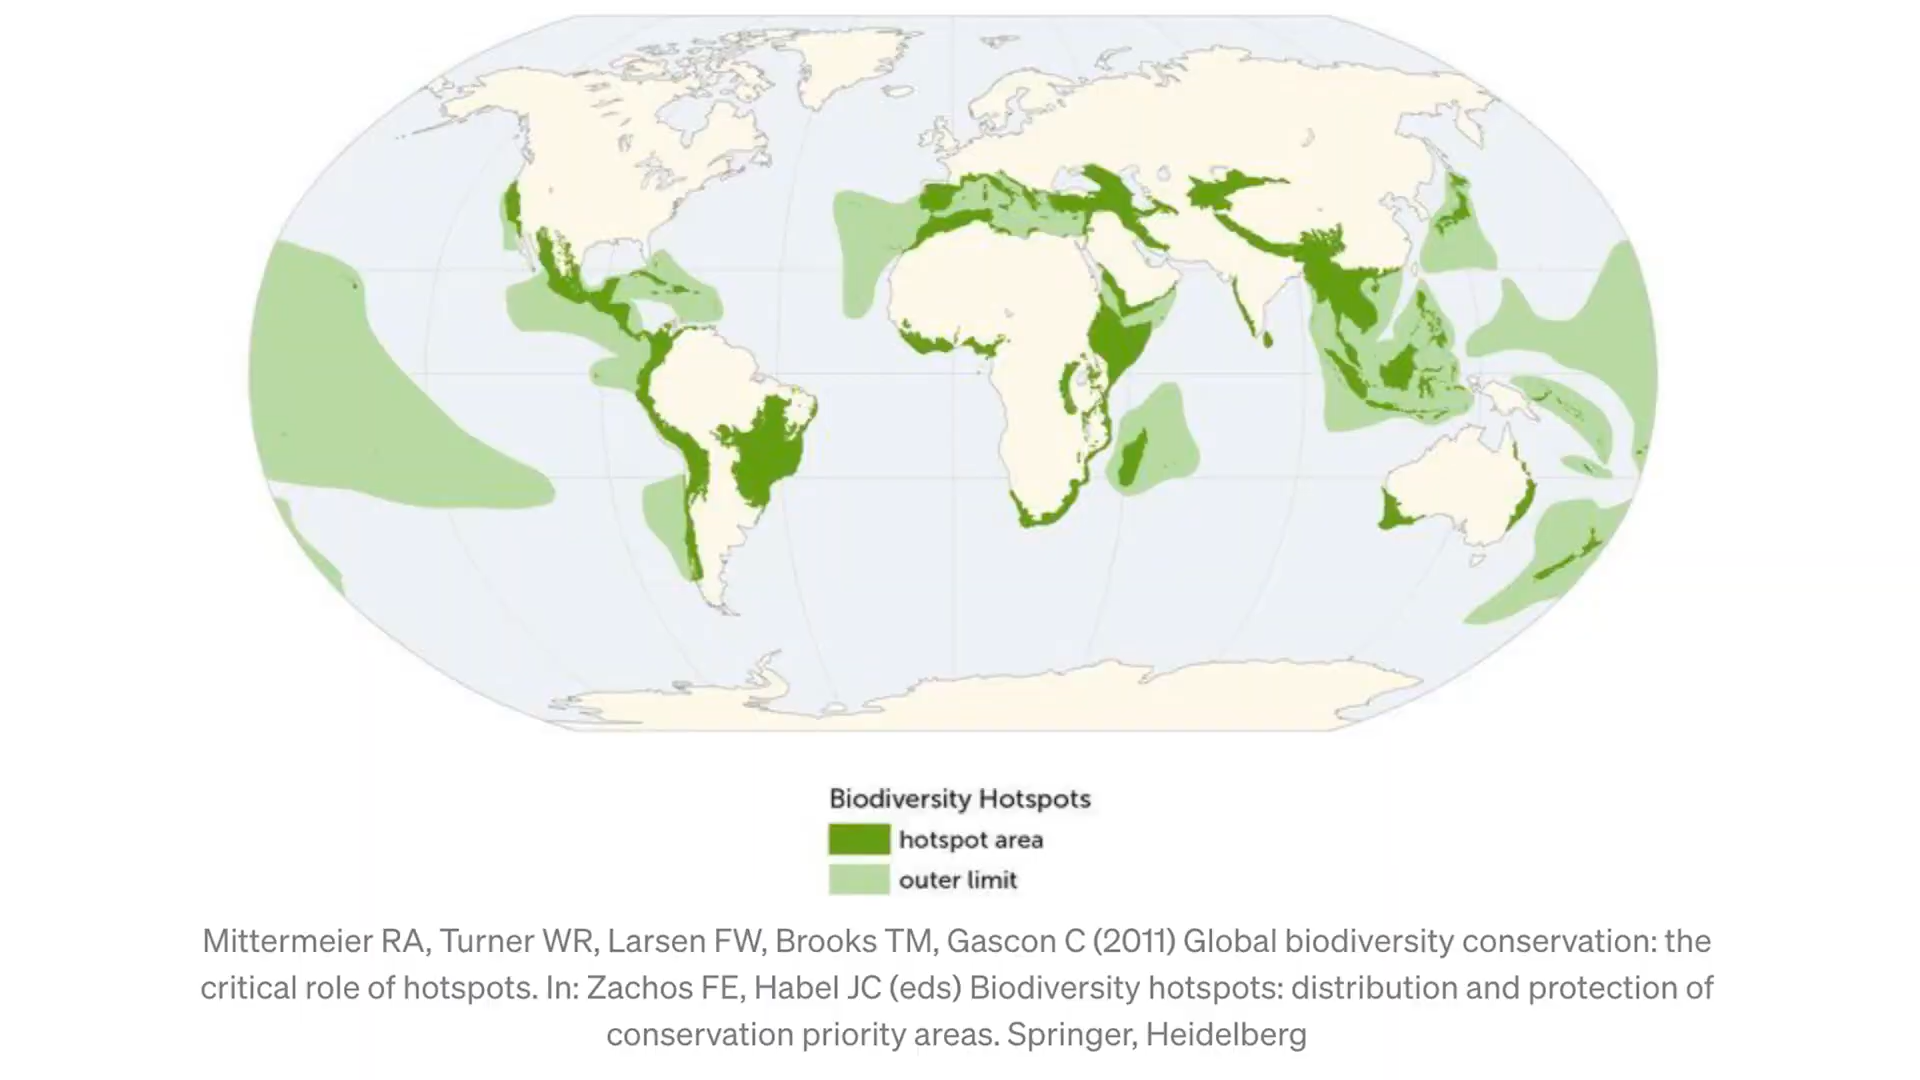 Biodiversity Hotspots
hotspot area
outer limit
Mittermeier RA, Turner WR, Larsen FW, Brooks TM, Gascon C (2011) Global biodiversity conservation: the
critical role of hotspots. In: Zachos FE, Habel JC (eds) Biodiversity hotspots: distribution and protection of
conservation priority areas. Springer, Heidelberg